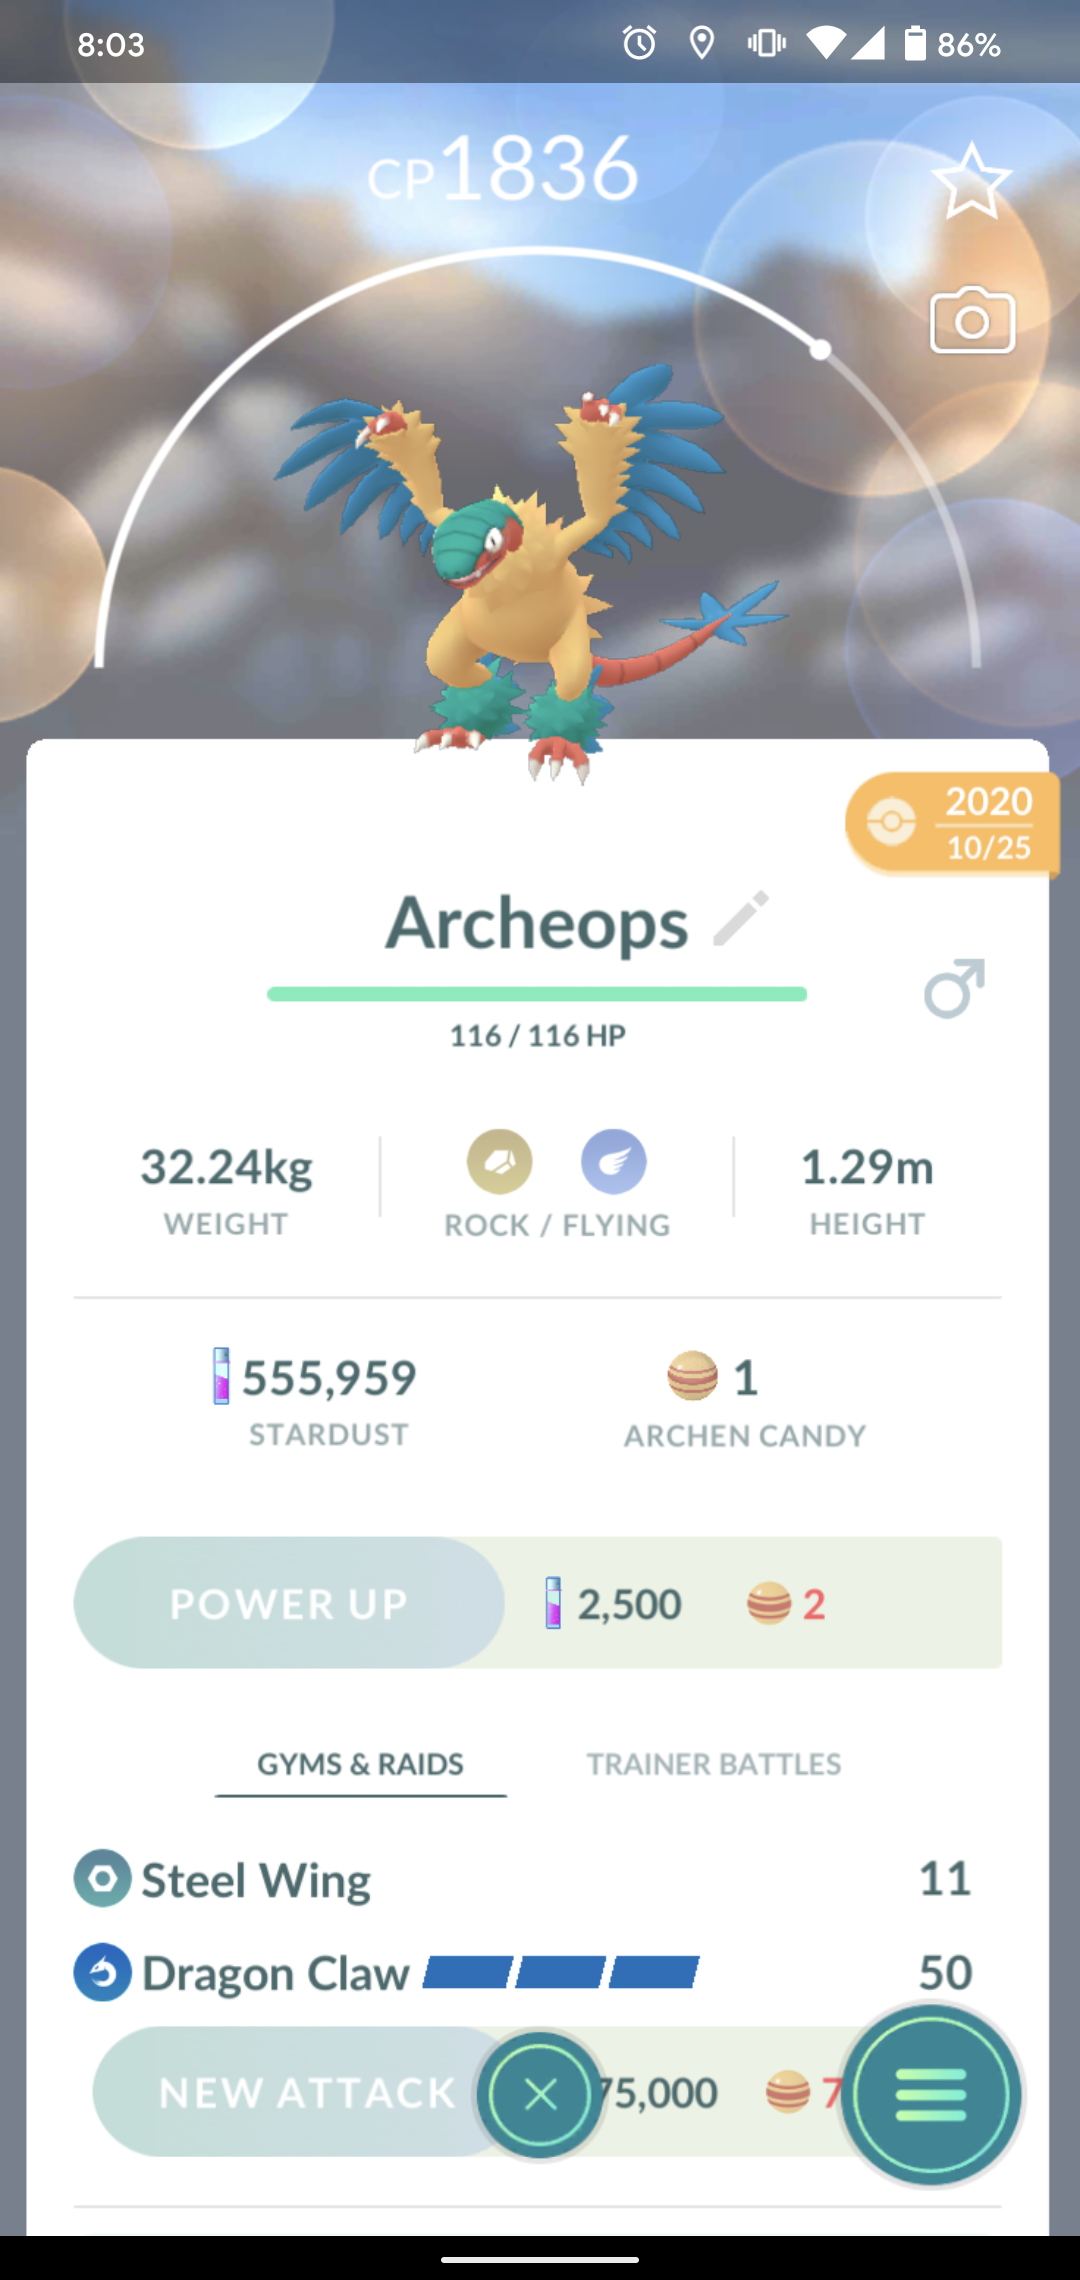 8:03
86%
CP1836
2020
10/25
Archeops
116 / 116 HP
32.24kg
WEIGHT
ROCK / FLYING
1.29m
HEIGHT
555,959
STARDUST
1
ARCHEN CANDY
POWER UP
2,500
2
GYMS & RAIDS
TRAINER BATTLES
Steel Wing
11
Dragon Claw
50
NEW ATTACK
75,000
7